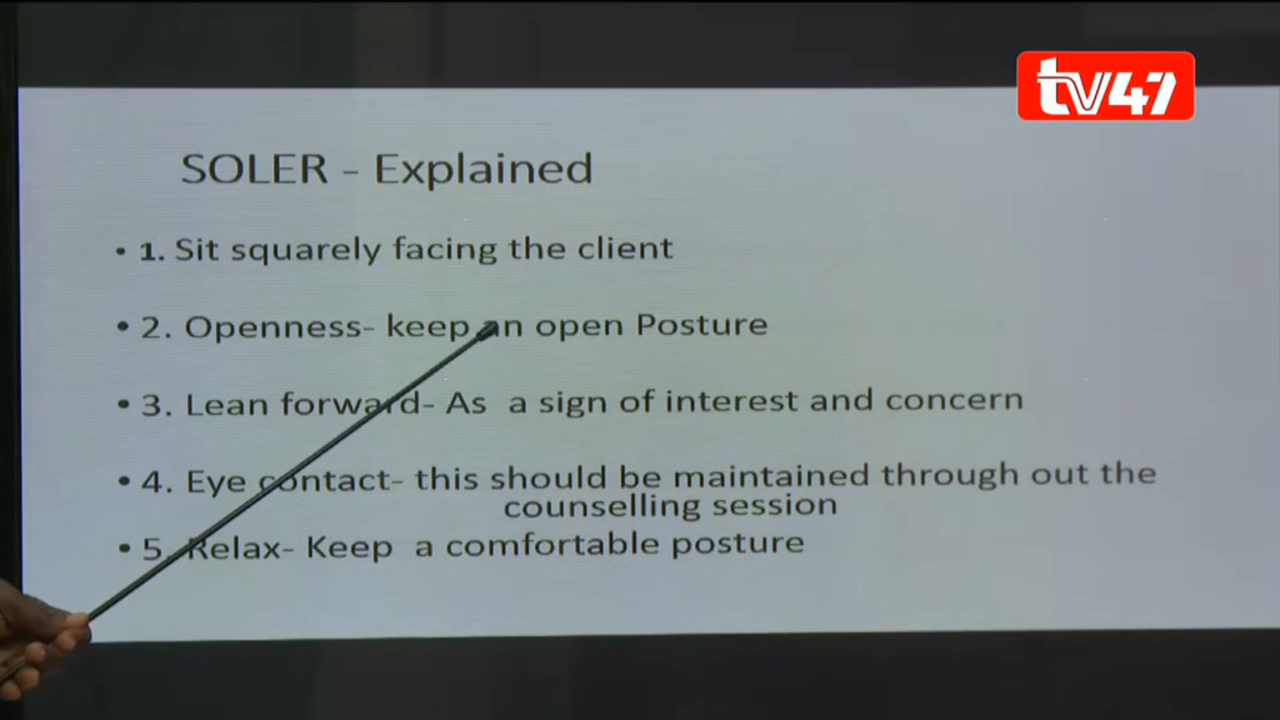 tv47
SOLER - Explained
• 1. Sit squarely facing the client
• 2. Openness- keep an open Posture
• 3. Lean forward- As a sign of interest and concern
• 4. Eye contact- this should be maintained through out the
counselling session
• 5. Relax- Keep a comfortable posture